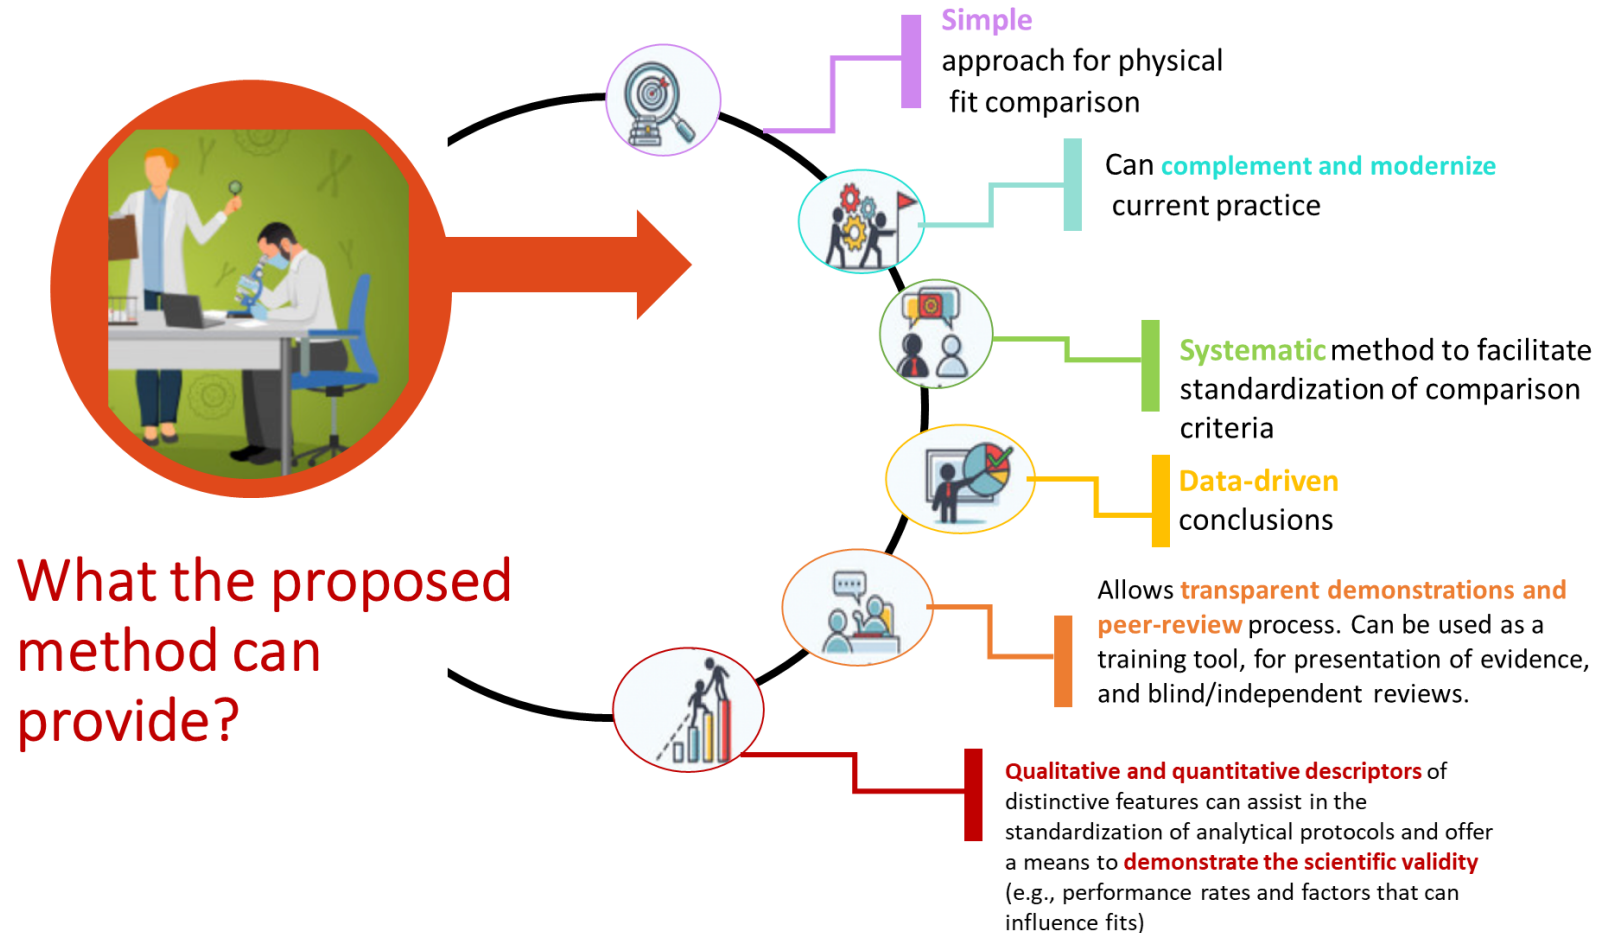 What the proposed
method can
provide?
Simple
approach for physical
fit comparison
Can complement and modernize
current practice
Systematic method to facilitate
standardization of comparison
criteria
Data-driven
conclusions
Allows transparent demonstrations and
peer-review process. Can be used as a
training tool, for presentation of evidence,
and blind/independent reviews.
Qualitative and quantitative descriptors of
distinctive features can assist in the
standardization of analytical protocols and offer
a means to demonstrate the scientific validity
(e.g., performance rates and factors that can
influence fits)